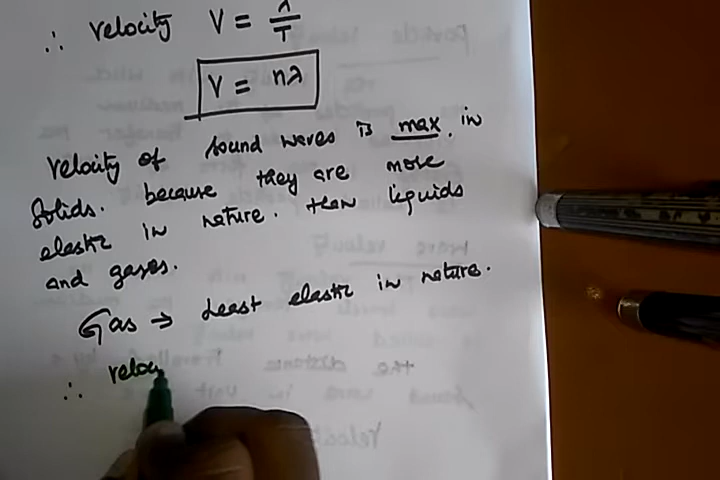 ∴ velocity V = λ/T
V = nλ
velocity of sound waves is max. in
solids. because they are more
elastic in nature. than liquids
and gases.
Gas → least elastic in nature.
∴ veloc